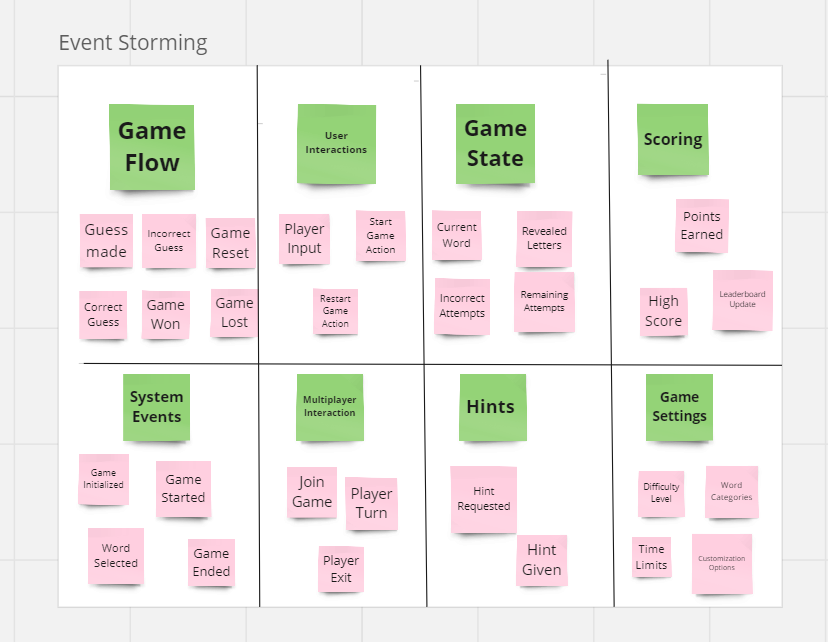 Event Storming
Game
Flow
Guess
made
Incorrect
Guess
Game
Reset
Correct
Guess
Game
Won
Game
Lost
User
Interactions
Player
Input
Start
Game
Action
Restart
Game
Action
Game
State
Current
Word
Revealed
Letters
Incorrect
Attempts
Remaining
Attempts
Scoring
Points
Earned
High
Score
Leaderboard
Update
System
Events
Game
Initialized
Game
Started
Word
Selected
Game
Ended
Multiplayer
Interaction
Join
Game
Player
Turn
Player
Exit
Hints
Hint
Requested
Hint
Given
Game
Settings
Difficulty
Level
Word
Categories
Time
Limits
Customization
Options